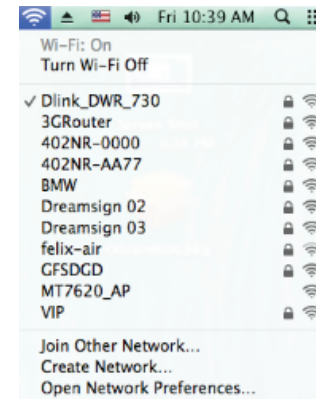 Fri 10:39 AM
Wi-Fi: On
Turn Wi-Fi Off
✓ Dlink_DWR_730
3GRouter
402NR-0000
402NR-AA77
BMW
Dreamsign 02
Dreamsign 03
felix-air
GFSDGD
MT7620_AP
VIP
Join Other Network...
Create Network...
Open Network Preferences...